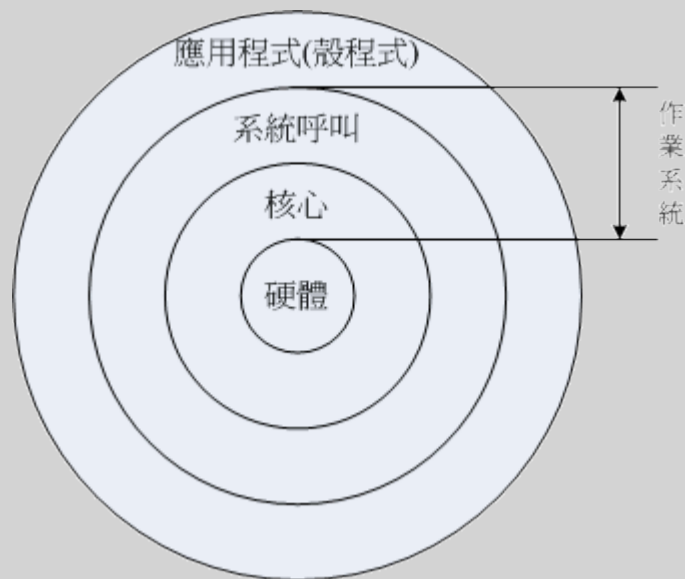 應用程式(殼程式)
系統呼叫
核心
硬體
作業系統